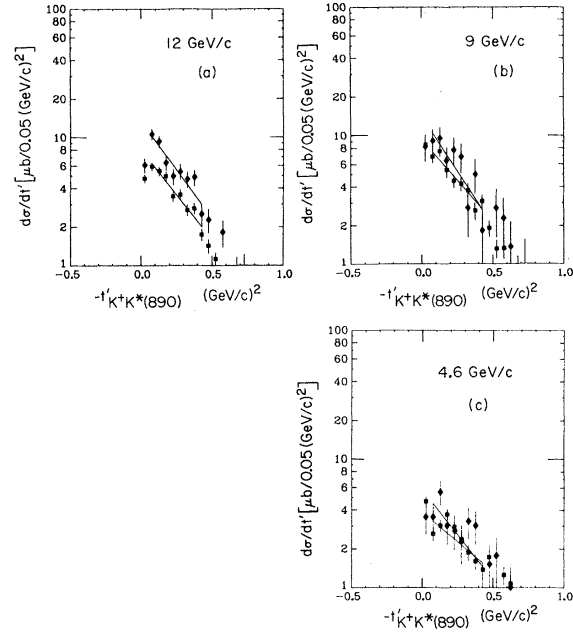 12 GeV/c
(a)
dσ/dt′[μb/0.05 (GeV/c)²]
100
80
40
20
10
8
6
4
2
1
-0.5
0.0
0.5
1.0
-t′K⁺K*(890)
(GeV/c)²
9 GeV/c
(b)
dσ/dt′[μb/0.05 (GeV/c)²]
100
80
40
20
10
8
6
4
2
1
-0.5
0.0
0.5
1.0
-t′K⁺K*(890)
(GeV/c)²
4.6 GeV/c
(c)
dσ/dt′[μb/0.05 (GeV/c)²]
100
80
40
20
10
8
6
4
2
1
-0.5
0.0
0.5
1.0
-t′K⁺K*(890)
(GeV/c)²